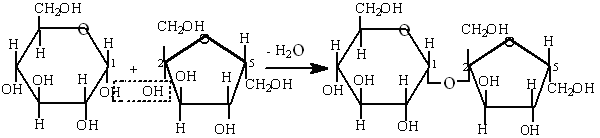 CH₂OH CH₂OH
CH₂OH - H₂O CH₂OH
O O O O
H H H H H H
H 1 2 5 H 1 2 5
+
OH H OH H CH₂OH OH H OH H CH₂OH
OH OH OH OH O
H OH H OH H OH H OH